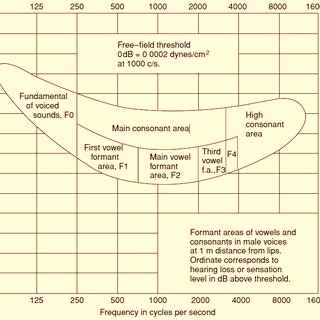 125 250 500 1000 2000 4000 8000 160
Free–field threshold
0dB = 0 0002 dynes/cm²
at 1000 c/s.
Fundamental
of voiced
sounds, F0
Main consonant area
High
consonant
area
First vowel
formant
area, F1
Main vowel
formant
area, F2
Third
vowel
f.a.,F3
F4
Formant areas of vowels and
consonants in male voices
at 1 m distance from lips.
Ordinate corresponds to
hearing loss or sensation
level in dB above threshold.
125 250 500 1000 2000 4000 8000 160
Frequency in cycles per second